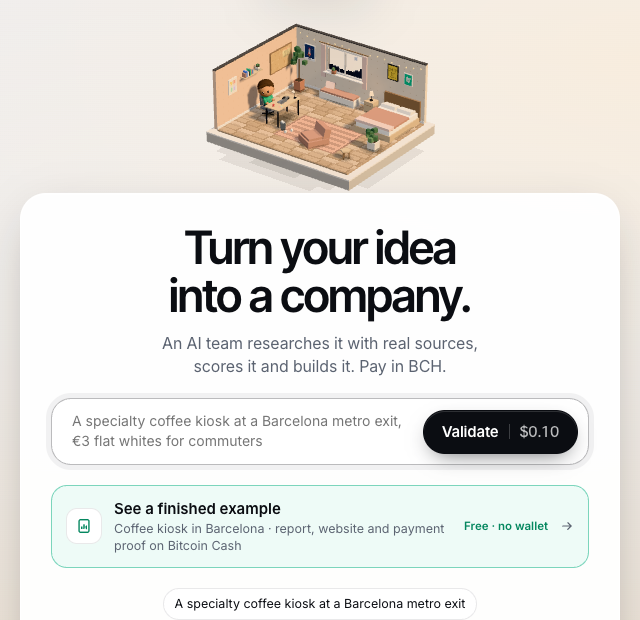 Turn your idea
into a company.
An AI team researches it with real sources,
scores it and builds it. Pay in BCH.
A specialty coffee kiosk at a Barcelona metro exit,
€3 flat whites for commuters
Validate $0.10
See a finished example
Coffee kiosk in Barcelona · report, website and payment
proof on Bitcoin Cash
Free · no wallet →
A specialty coffee kiosk at a Barcelona metro exit